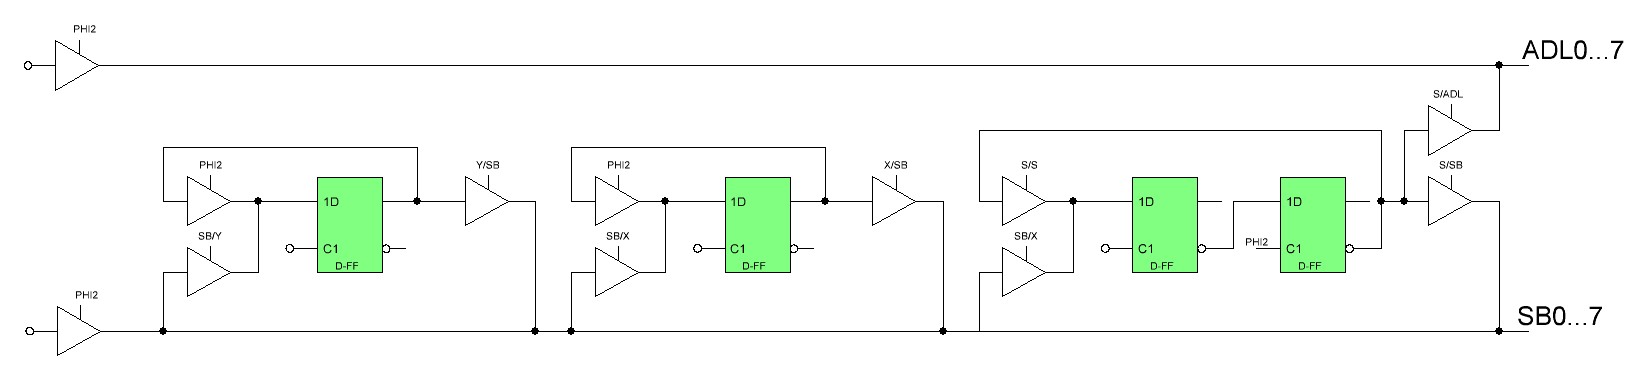 PHI2
ADL0...7
S/ADL
PHI2
Y/SB
PHI2
X/SB
S/S
S/SB
1D
1D
1D
1D
SB/Y
SB/X
SB/X
C1
C1
C1
PHI2
C1
D-FF
D-FF
D-FF
D-FF
PHI2
SB0...7